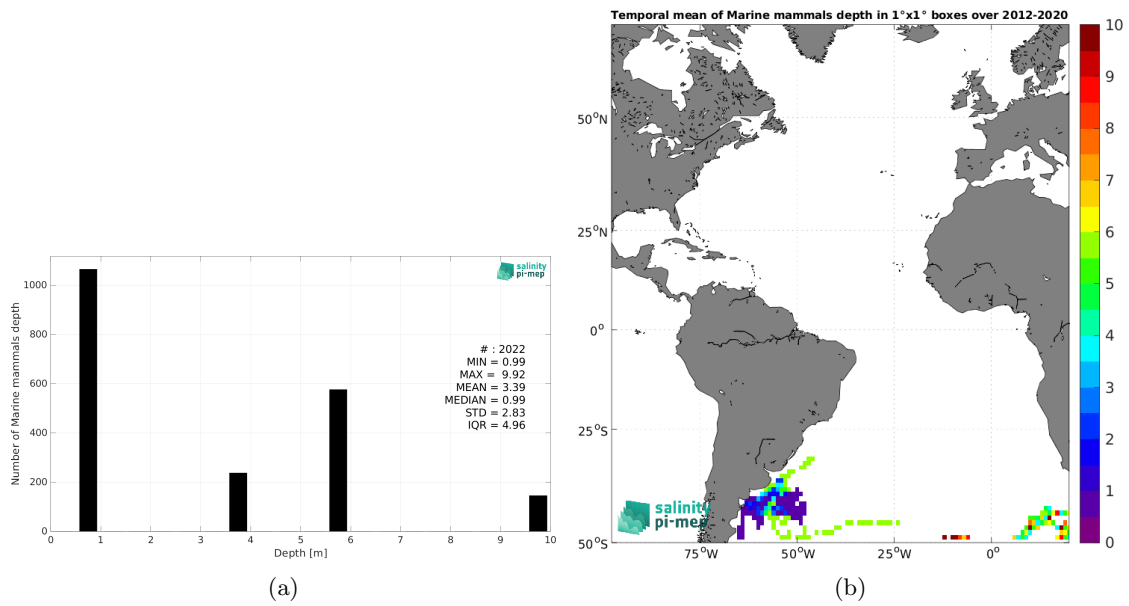 Temporal mean of Marine mammals depth in 1°x1° boxes over 2012-2020
salinity
pi-mep
# : 2022
MIN = 0.99
MAX = 9.92
MEAN = 3.39
MEDIAN = 0.99
STD = 2.83
IQR = 4.96
Number of Marine mammals depth
1000
800
600
400
200
0
0 1 2 3 4 5 6 7 8 9 10
Depth [m]
(a)
50°N
25°N
0°
25°S
50°S
75°W 50°W 25°W 0°
salinity
pi-mep
10
9
8
7
6
5
4
3
2
1
0
(b)